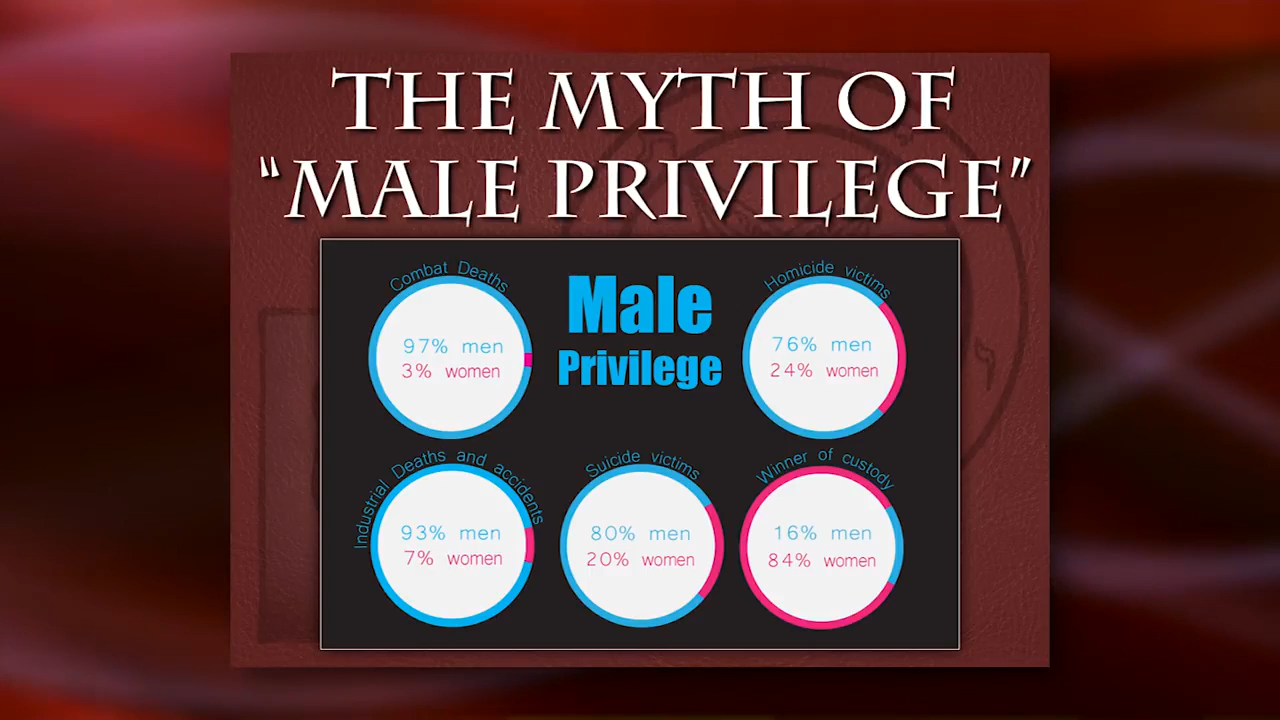 THE MYTH OF
“MALE PRIVILEGE”
Combat Deaths
97% men
3% women
Male
Privilege
Homicide victims
76% men
24% women
Industrial Deaths and accidents
93% men
7% women
Suicide victims
80% men
20% women
Winner of custody
16% men
84% women